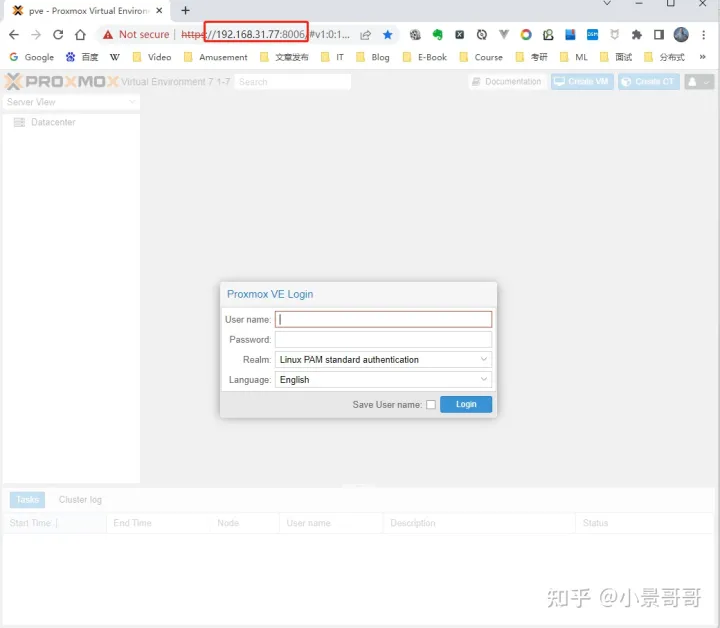 pve - Proxmox Virtual Environ
Not secure https://192.168.31.77:8006/#v1:0:1...
Google 百度 Video Amusement 文章发布 IT Blog E-Book Course 考研 ML 面试 分布式 »
PROXMOX Virtual Environment 7.1-7 Search Documentation Create VM Create CT
Server View
Datacenter
Proxmox VE Login
User name:
Password:
Realm: Linux PAM standard authentication
Language: English
Save User name: Login
Tasks Cluster log
Start Time End Time Node User name Description Status
知乎 @小景哥哥